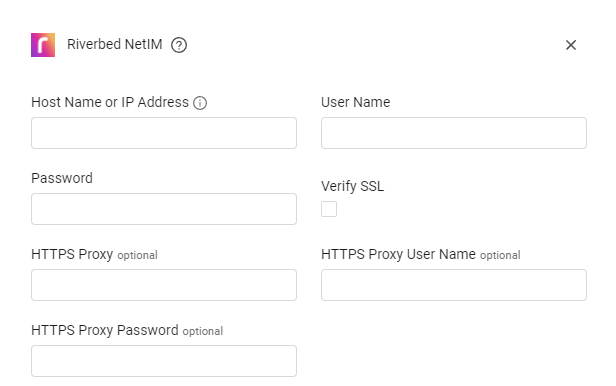 Riverbed NetIM
Host Name or IP Address
User Name
Password
Verify SSL
HTTPS Proxy optional
HTTPS Proxy User Name optional
HTTPS Proxy Password optional